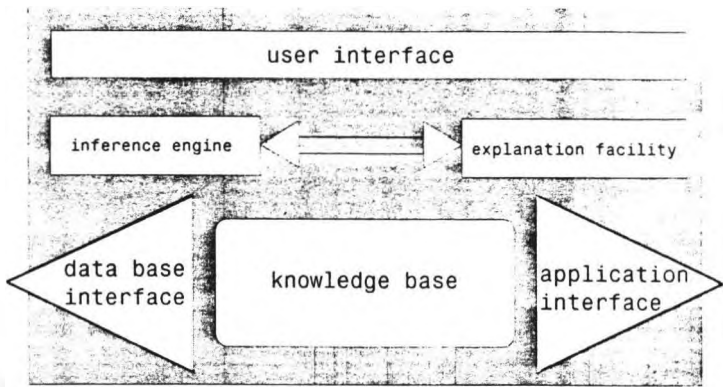 user interface
inference engine
explanation facility
data base
interface
knowledge base
application
interface